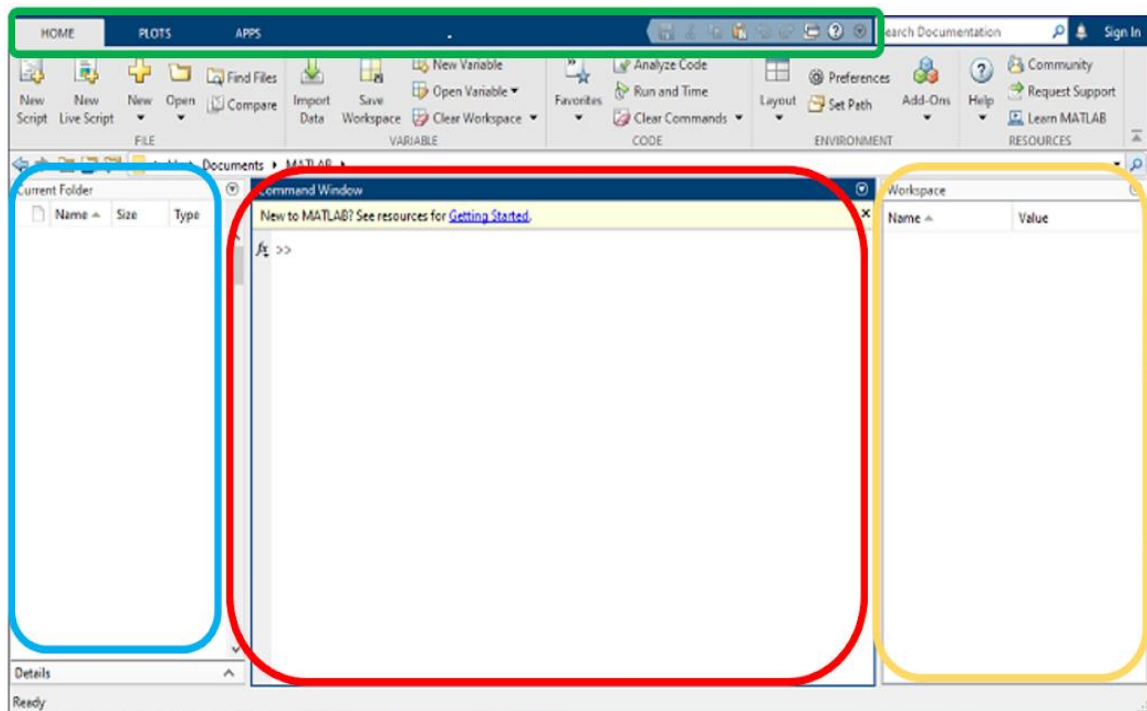 HOME PLOTS APPS earch Documentation Sign In
New Script
New Live Script
New
Open
Find Files
Compare
FILE
Import Data
Save Workspace
New Variable
Open Variable
Clear Workspace
VARIABLE
Favorites
Analyze Code
Run and Time
Clear Commands
CODE
Layout
Preferences
Set Path
ENVIRONMENT
Add-Ons
Help
Community
Request Support
Learn MATLAB
RESOURCES
Documents MATLAB
Current Folder
Name Size Type
Command Window
New to MATLAB? See resources for Getting Started.
fx >>
Workspace
Name Value
Details
Ready